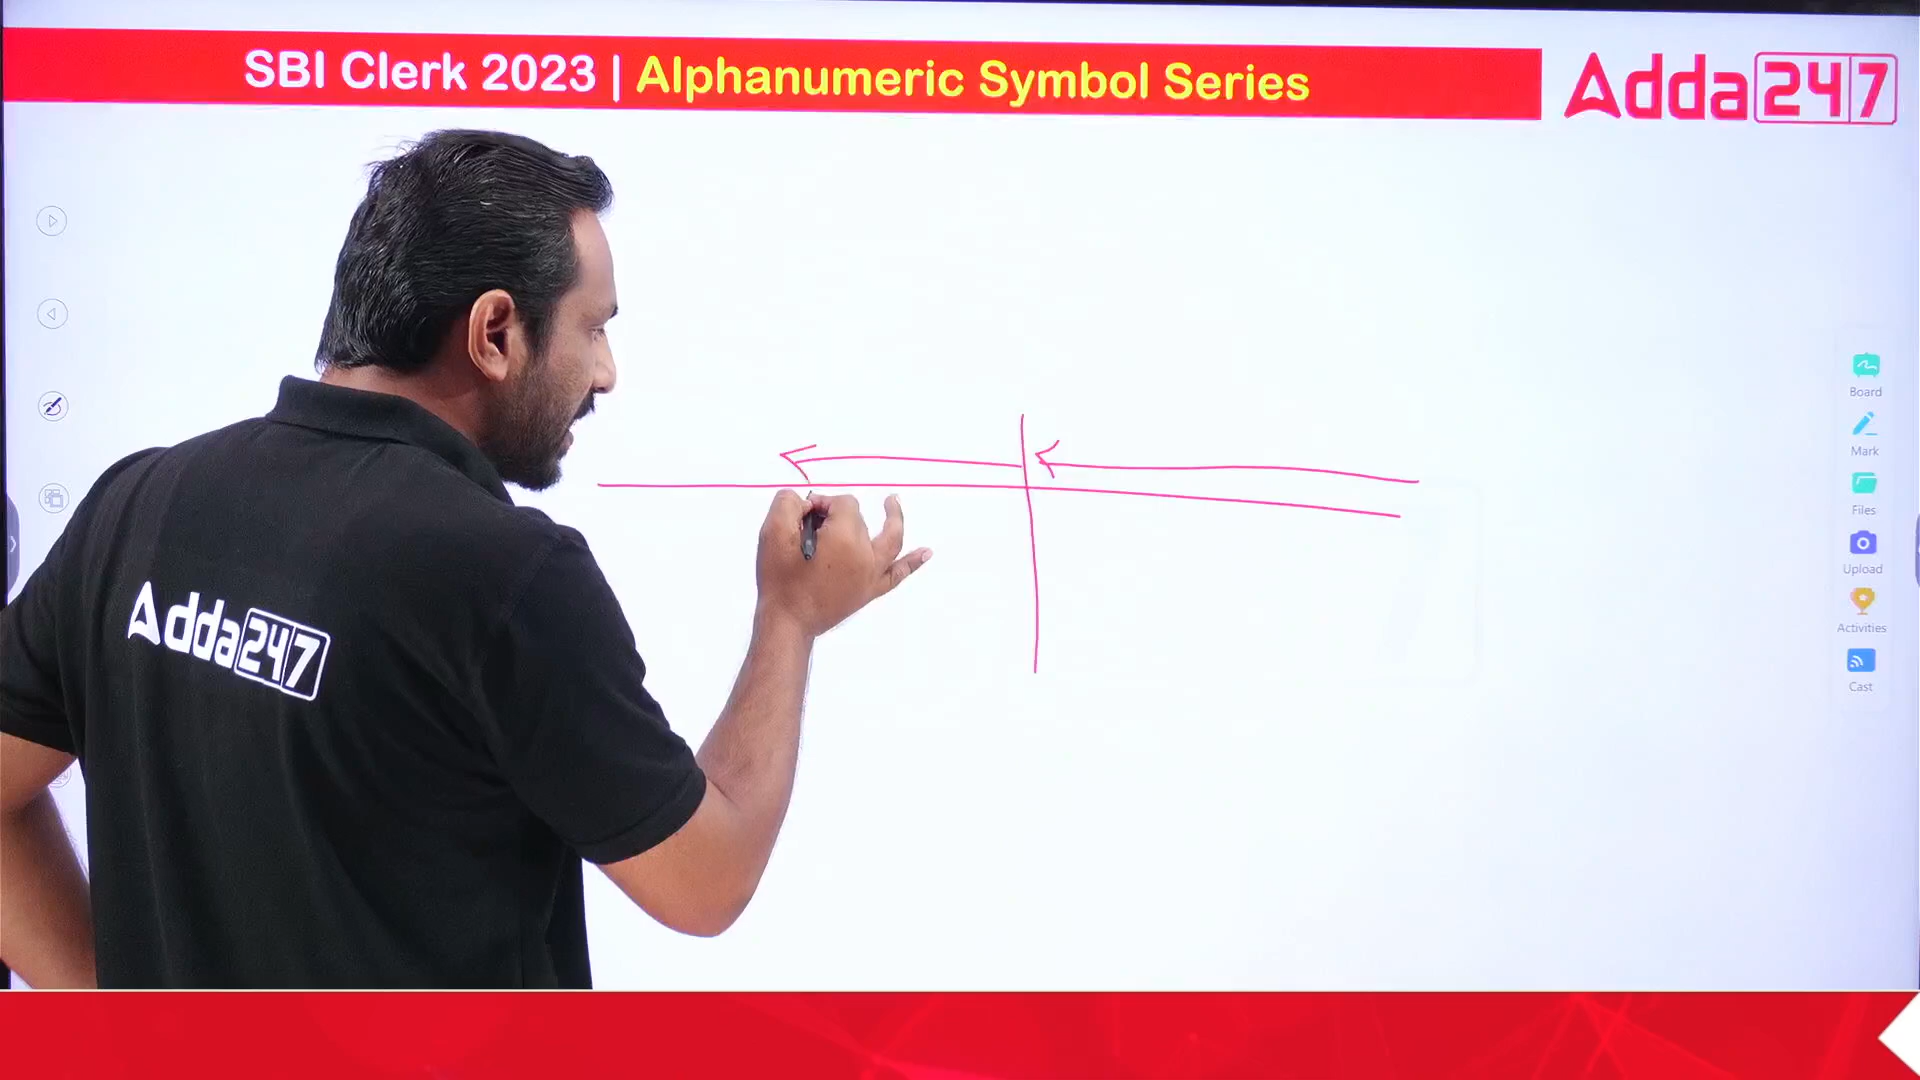 SBI Clerk 2023 | Alphanumeric Symbol Series
Adda247
Board
Mark
Files
Upload
Activities
Cast
Adda247